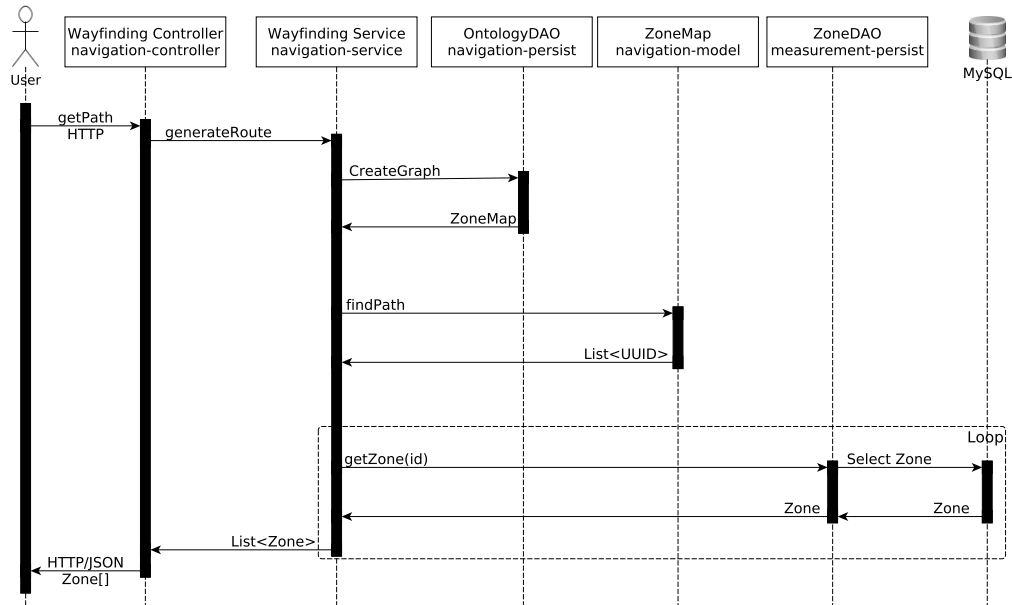 Wayfinding Controller
navigation-controller
Wayfinding Service
navigation-service
OntologyDAO
navigation-persist
ZoneMap
navigation-model
ZoneDAO
measurement-persist
User
MySQL
getPath
HTTP
generateRoute
CreateGraph
ZoneMap
findPath
List<UUID>
Loop
getZone(id)
Select Zone
Zone
Zone
List<Zone>
HTTP/JSON
Zone[]